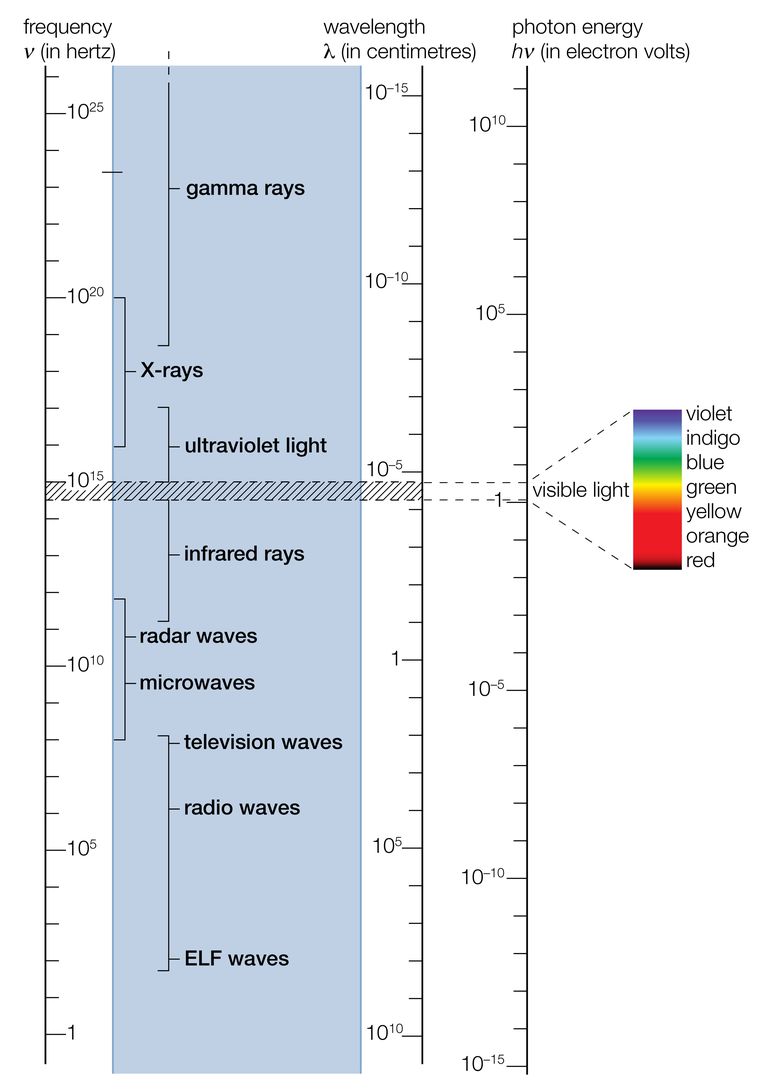 frequency
ν (in hertz)
wavelength
λ (in centimetres)
photon energy
hν (in electron volts)
10²⁵
10²⁰
10¹⁵
10¹⁰
10⁵
1
gamma rays
X-rays
ultraviolet light
infrared rays
radar waves
microwaves
television waves
radio waves
ELF waves
10⁻¹⁵
10⁻¹⁰
10⁻⁵
1
10⁵
10¹⁰
10¹⁰
10⁵
1
10⁻⁵
10⁻¹⁰
10⁻¹⁵
visible light
violet
indigo
blue
green
yellow
orange
red